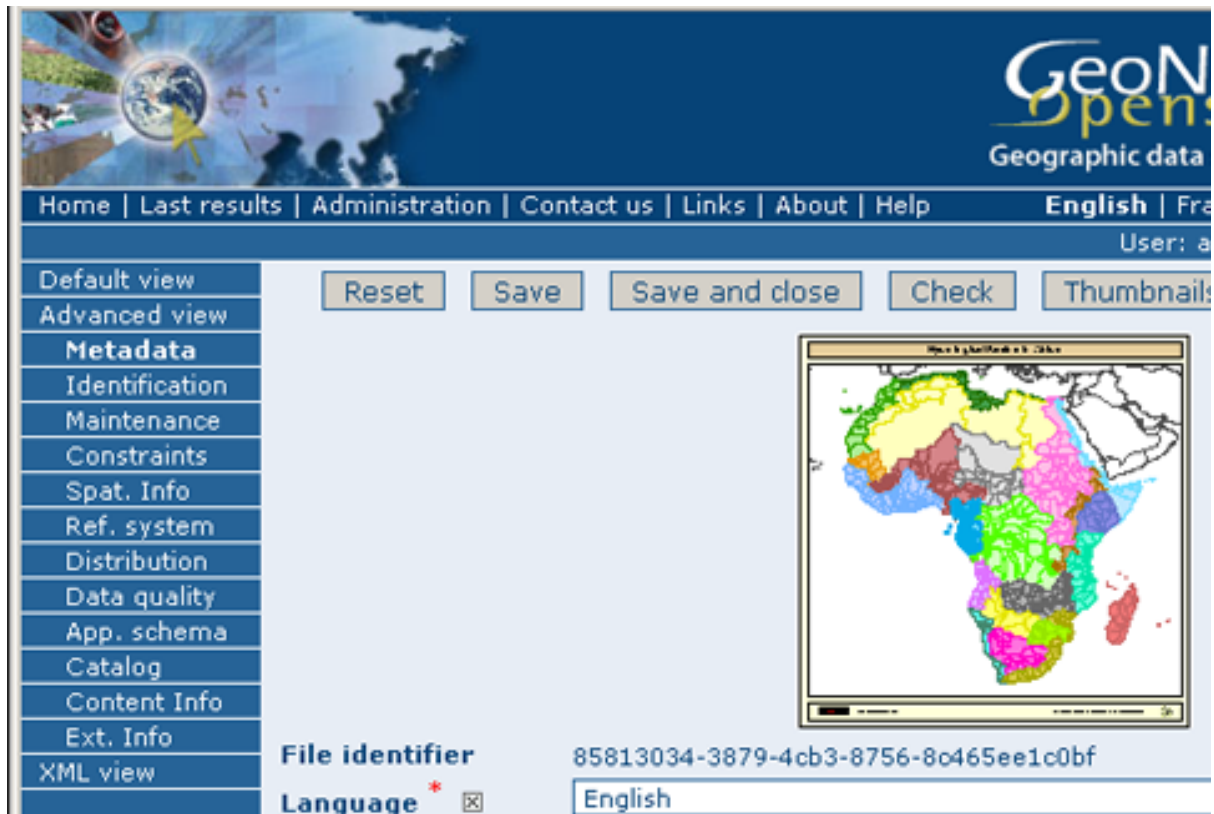 GeoN
Opens
Geographic data
Home | Last results | Administration | Contact us | Links | About | Help English | Fra
User: a
Default view
Advanced view
Metadata
Identification
Maintenance
Constraints
Spat. Info
Ref. system
Distribution
Data quality
App. schema
Catalog
Content Info
Ext. Info
XML view
Reset Save Save and close Check Thumbnails
File identifier 85813034-3879-4cb3-8756-8c465ee1c0bf
Language * English